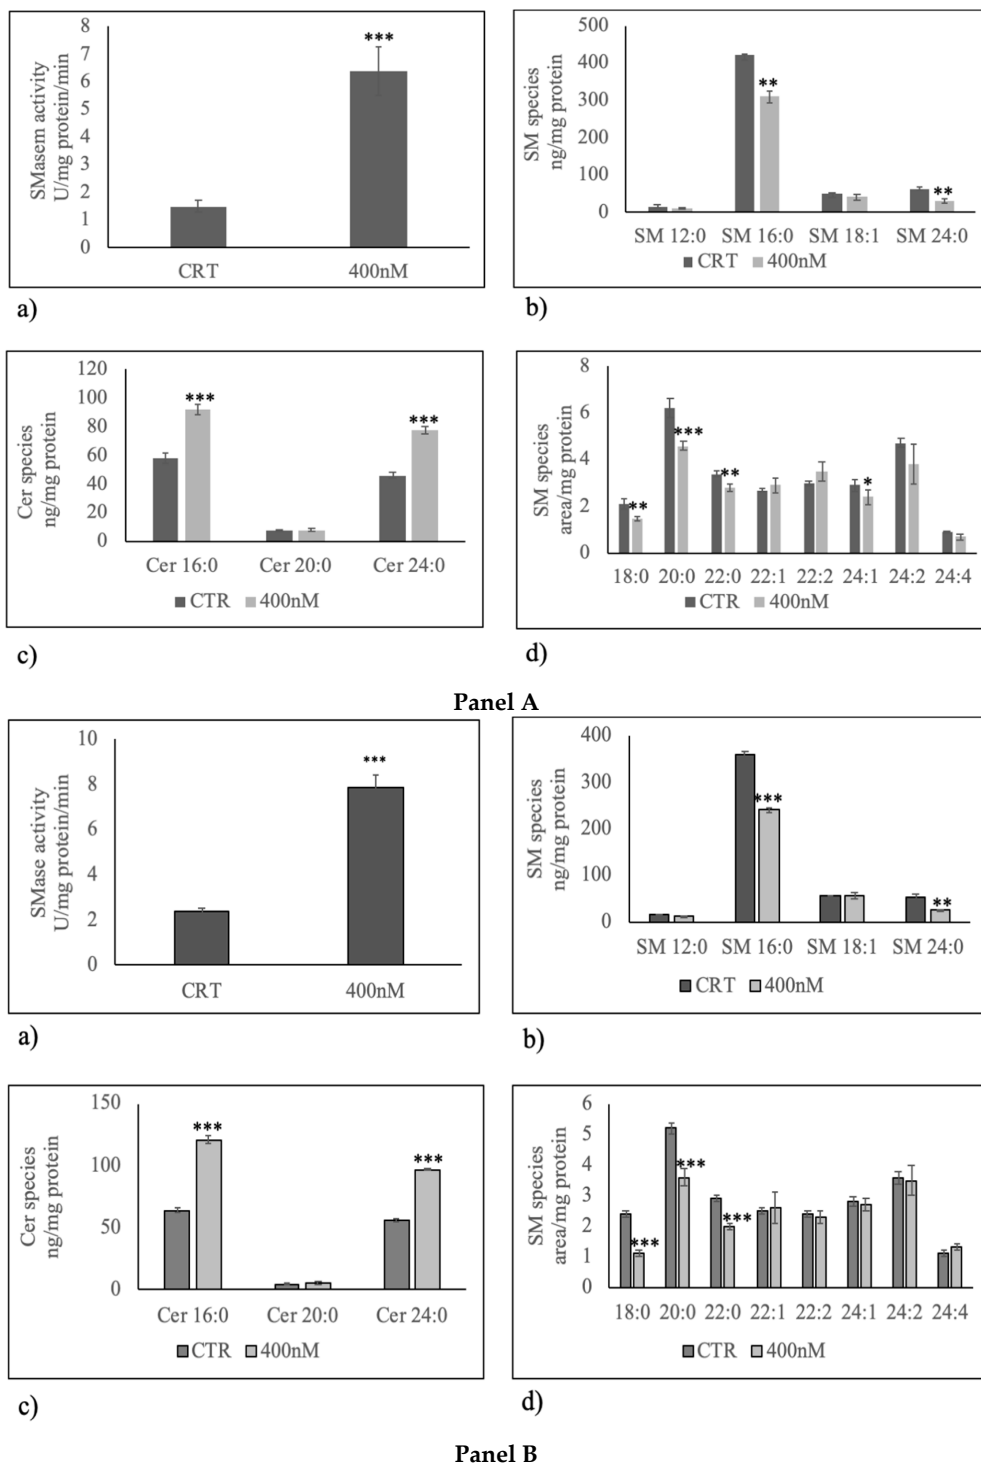 8
7
6
5
4
3
2
1
0
SMasem activity
U/mg protein/min
***
CRT 400nM
a)
500
400
300
200
100
0
SM species
ng/mg protein
**
**
SM 12:0 SM 16:0 SM 18:1 SM 24:0
CRT 400nM
b)
120
100
80
60
40
20
0
Cer species
ng/mg protein
***
***
Cer 16:0 Cer 20:0 Cer 24:0
CTR 400nM
c)
8
6
4
2
0
SM species
area/mg protein
**
***
**
*
18:0 20:0 22:0 22:1 22:2 24:1 24:2 24:4
CTR 400nM
d)
Panel A
10
8
6
4
2
0
SMase activity
U/mg protein/min
***
CRT 400nM
a)
400
300
200
100
0
SM species
ng/mg protein
***
**
SM 12:0 SM 16:0 SM 18:1 SM 24:0
CRT 400nM
b)
150
100
50
0
Cer species
ng/mg protein
***
***
Cer 16:0 Cer 20:0 Cer 24:0
CTR 400nM
c)
6
5
4
3
2
1
0
SM species
area/mg protein
***
***
***
18:0 20:0 22:0 22:1 22:2 24:1 24:2 24:4
CTR 400nM
d)
Panel B